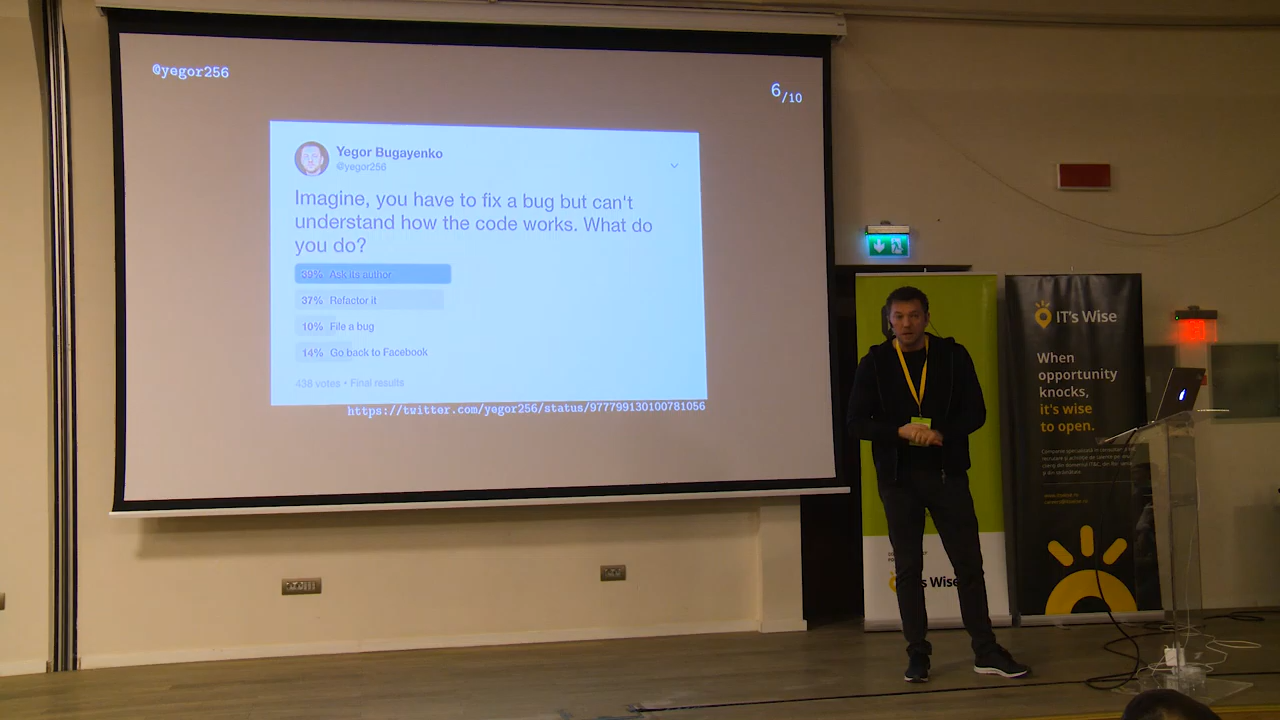 @yegor256
6/10
Yegor Bugayenko
@yegor256
Imagine, you have to fix a bug but can't
understand how the code works. What do
you do?
39% Ask its author
37% Refactor it
10% File a bug
14% Go back to Facebook
438 votes • Final results
https://twitter.com/yegor256/status/977799130100781056
IT's Wise
When
opportunity
knocks,
it's wise
to open.
s Wise